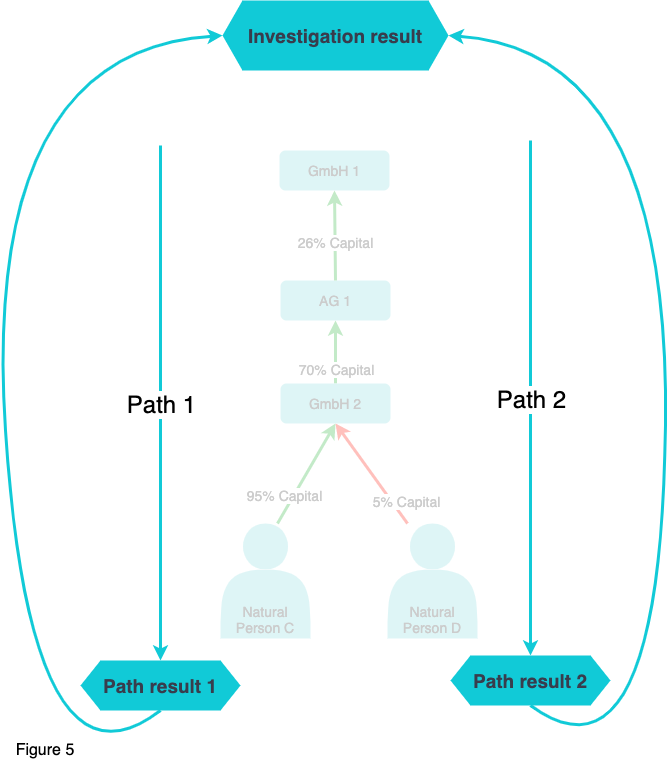 Investigation result
GmbH 1
26% Capital
AG 1
70% Capital
Path 1
Path 2
GmbH 2
95% Capital
5% Capital
Natural
Person C
Natural
Person D
Path result 1
Path result 2
Figure 5